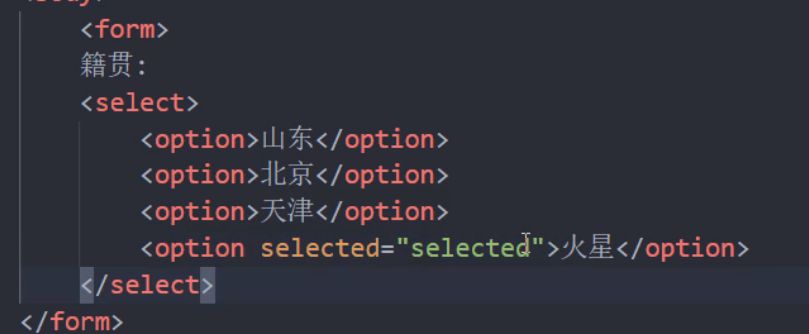 <form>
籍贯:
<select>
<option>山东</option>
<option>北京</option>
<option>天津</option>
<option selected="selected">火星</option>
</select>
</form>